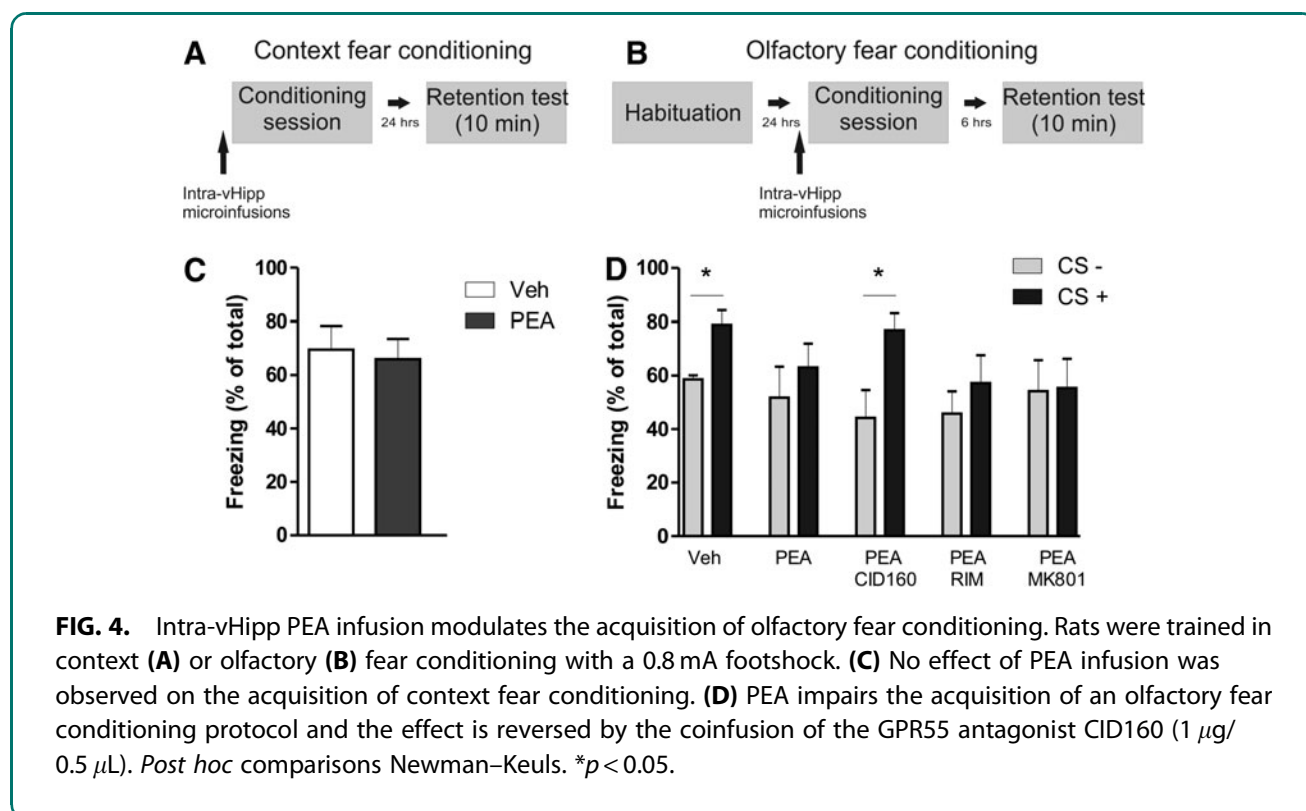 A Context fear conditioning
Conditioning session
24 hrs
Retention test (10 min)
Intra-vHipp
microinfusions
B Olfactory fear conditioning
Habituation
24 hrs
Conditioning session
6 hrs
Retention test (10 min)
Intra-vHipp
microinfusions
C
Freezing (% of total)
100
80
60
40
20
0
Veh
PEA
D
Freezing (% of total)
100
80
60
40
20
0
*
*
CS -
CS +
Veh
PEA
PEA CID160
PEA RIM
PEA MK801
FIG. 4. Intra-vHipp PEA infusion modulates the acquisition of olfactory fear conditioning. Rats were trained in
context (A) or olfactory (B) fear conditioning with a 0.8 mA footshock. (C) No effect of PEA infusion was
observed on the acquisition of context fear conditioning. (D) PEA impairs the acquisition of an olfactory fear
conditioning protocol and the effect is reversed by the coinfusion of the GPR55 antagonist CID160 (1 μg/
0.5 μL). Post hoc comparisons Newman–Keuls. *p < 0.05.